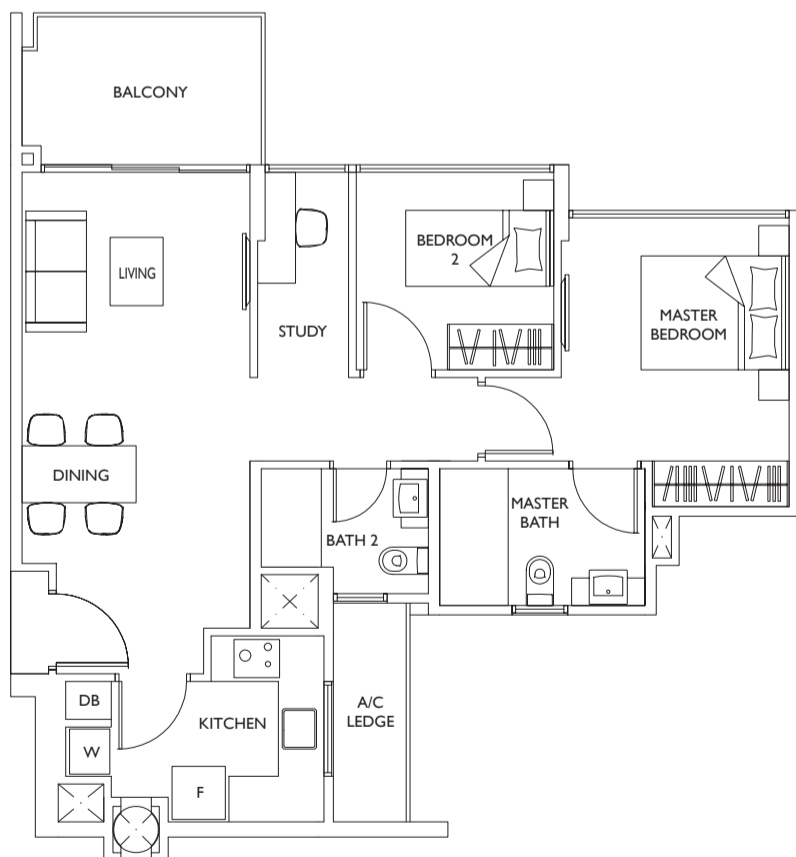 BALCONY
LIVING
STUDY
BEDROOM
2
MASTER
BEDROOM
DINING
BATH 2
MASTER
BATH
DB
W
KITCHEN
F
A/C
LEDGE